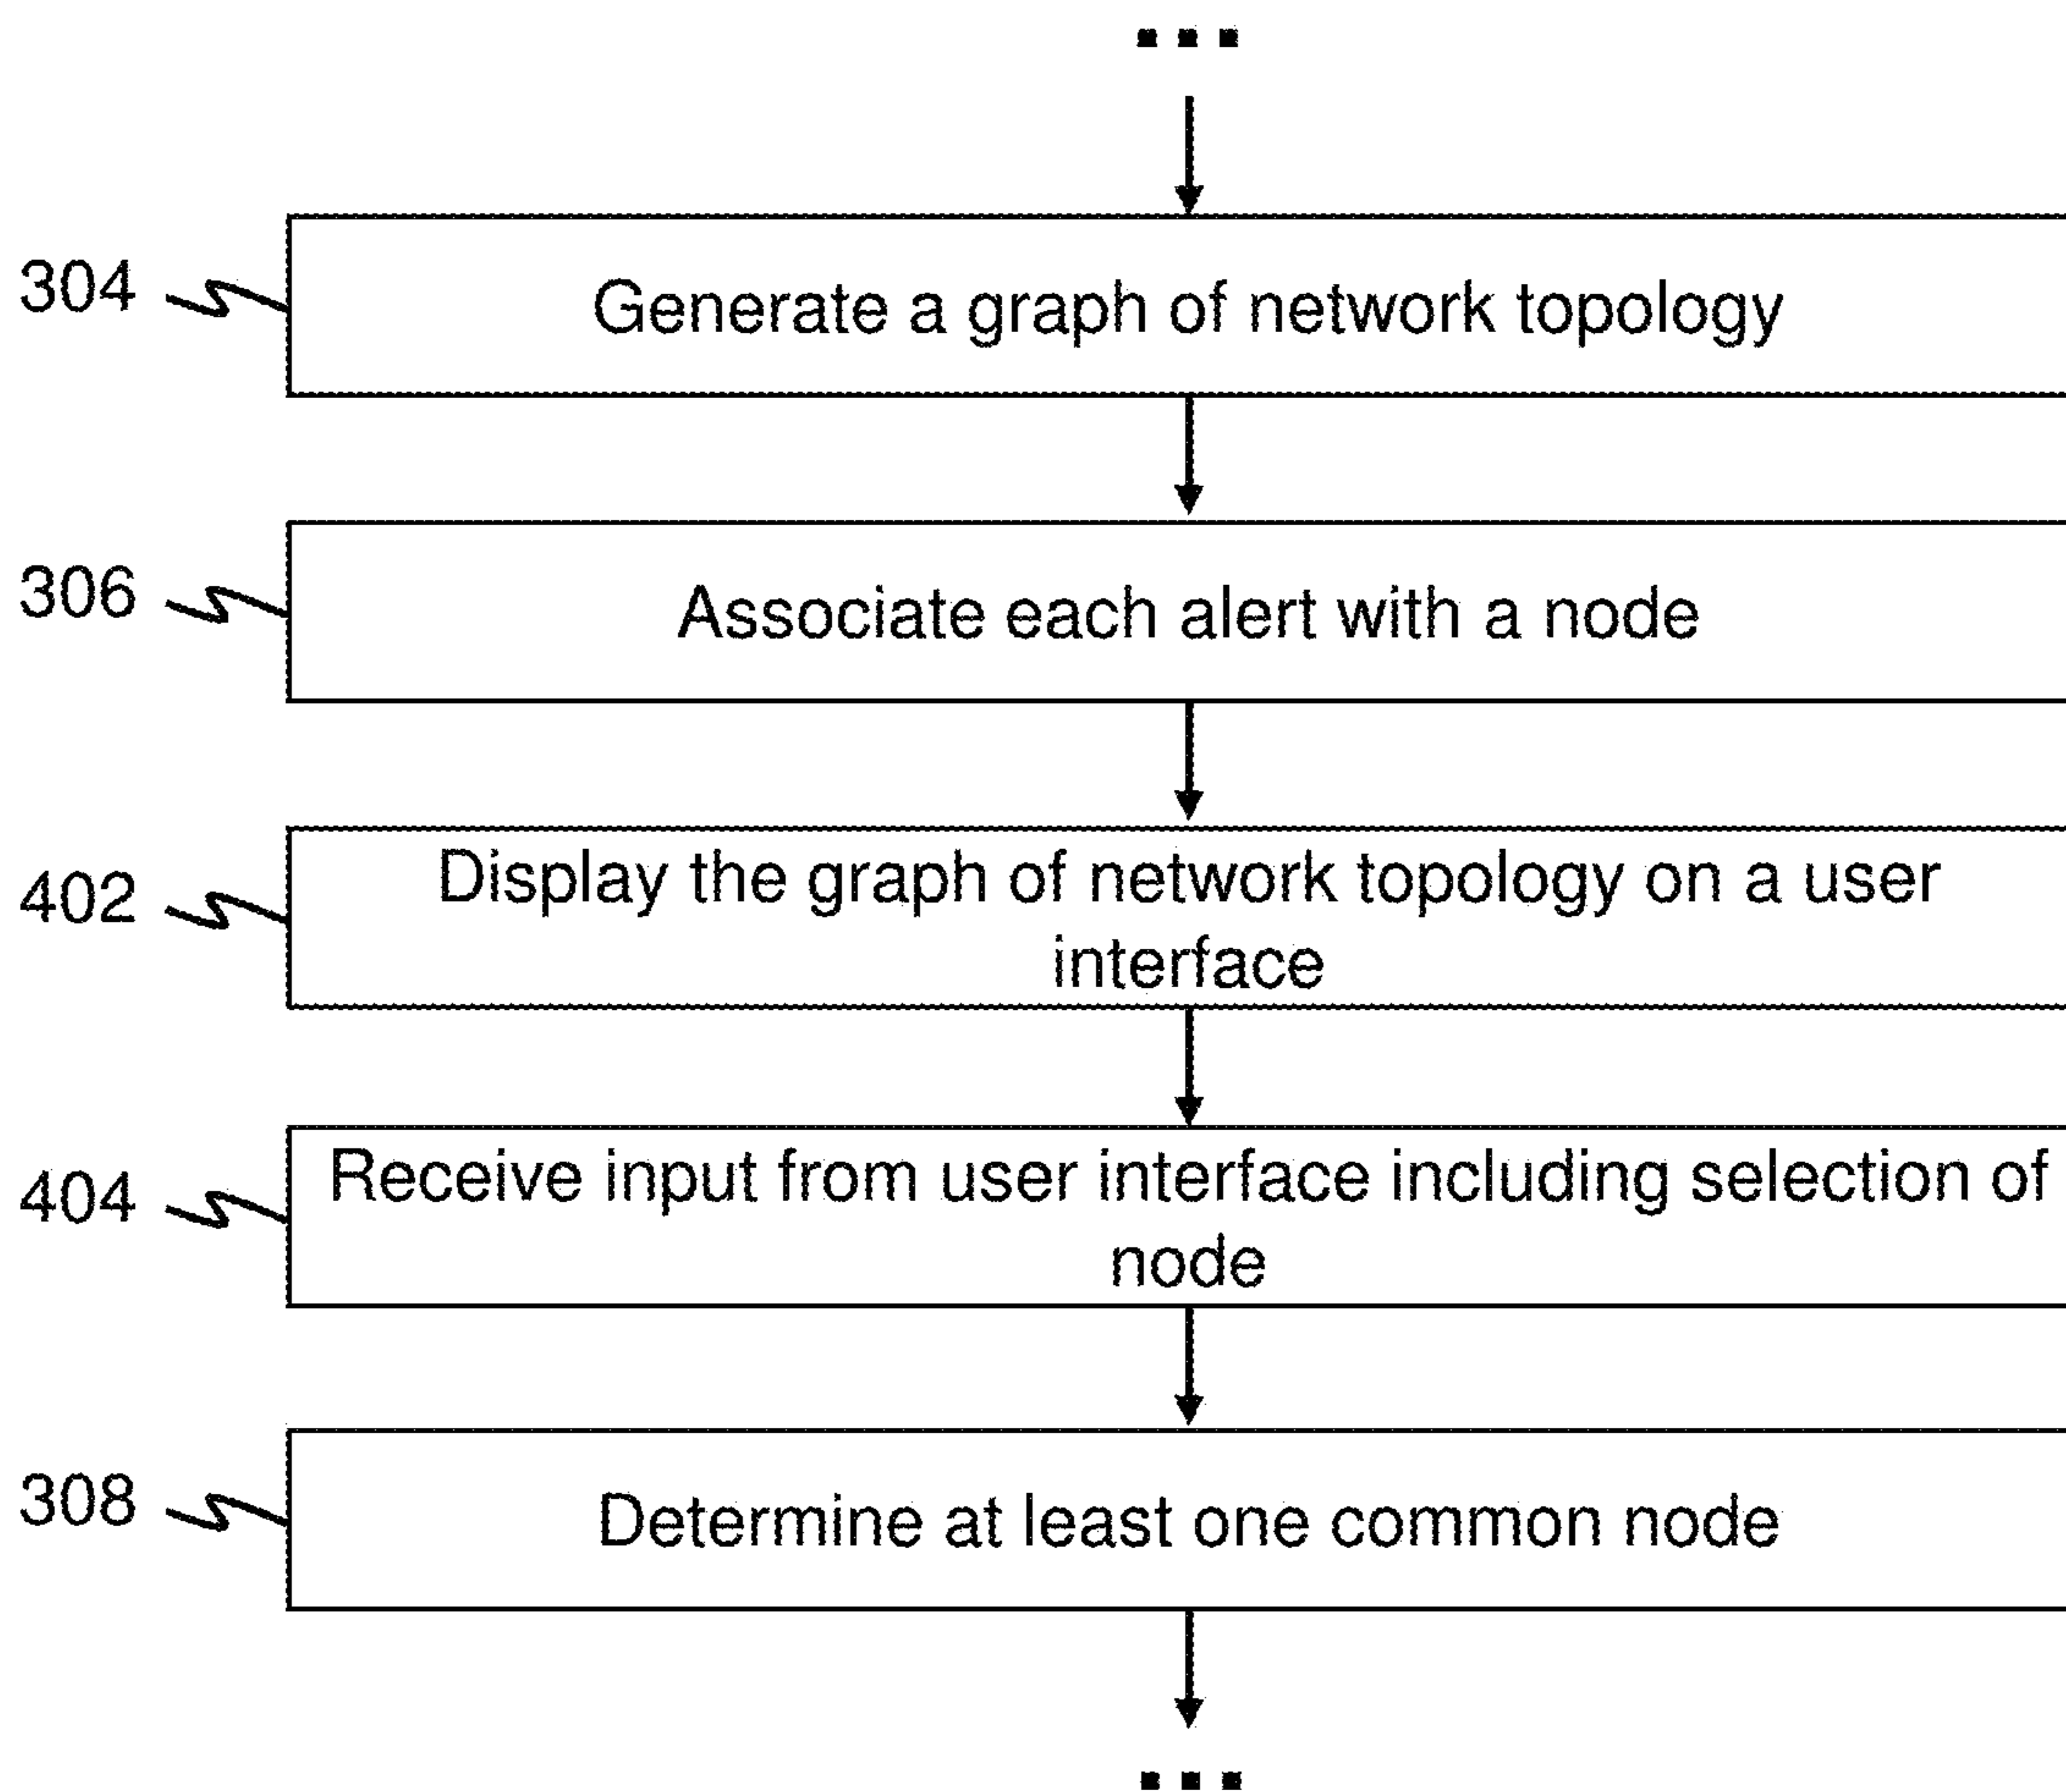 ...
304
Generate a graph of network topology
306
Associate each alert with a node
402
Display the graph of network topology on a user
interface
404
Receive input from user interface including selection of
node
308
Determine at least one common node
...